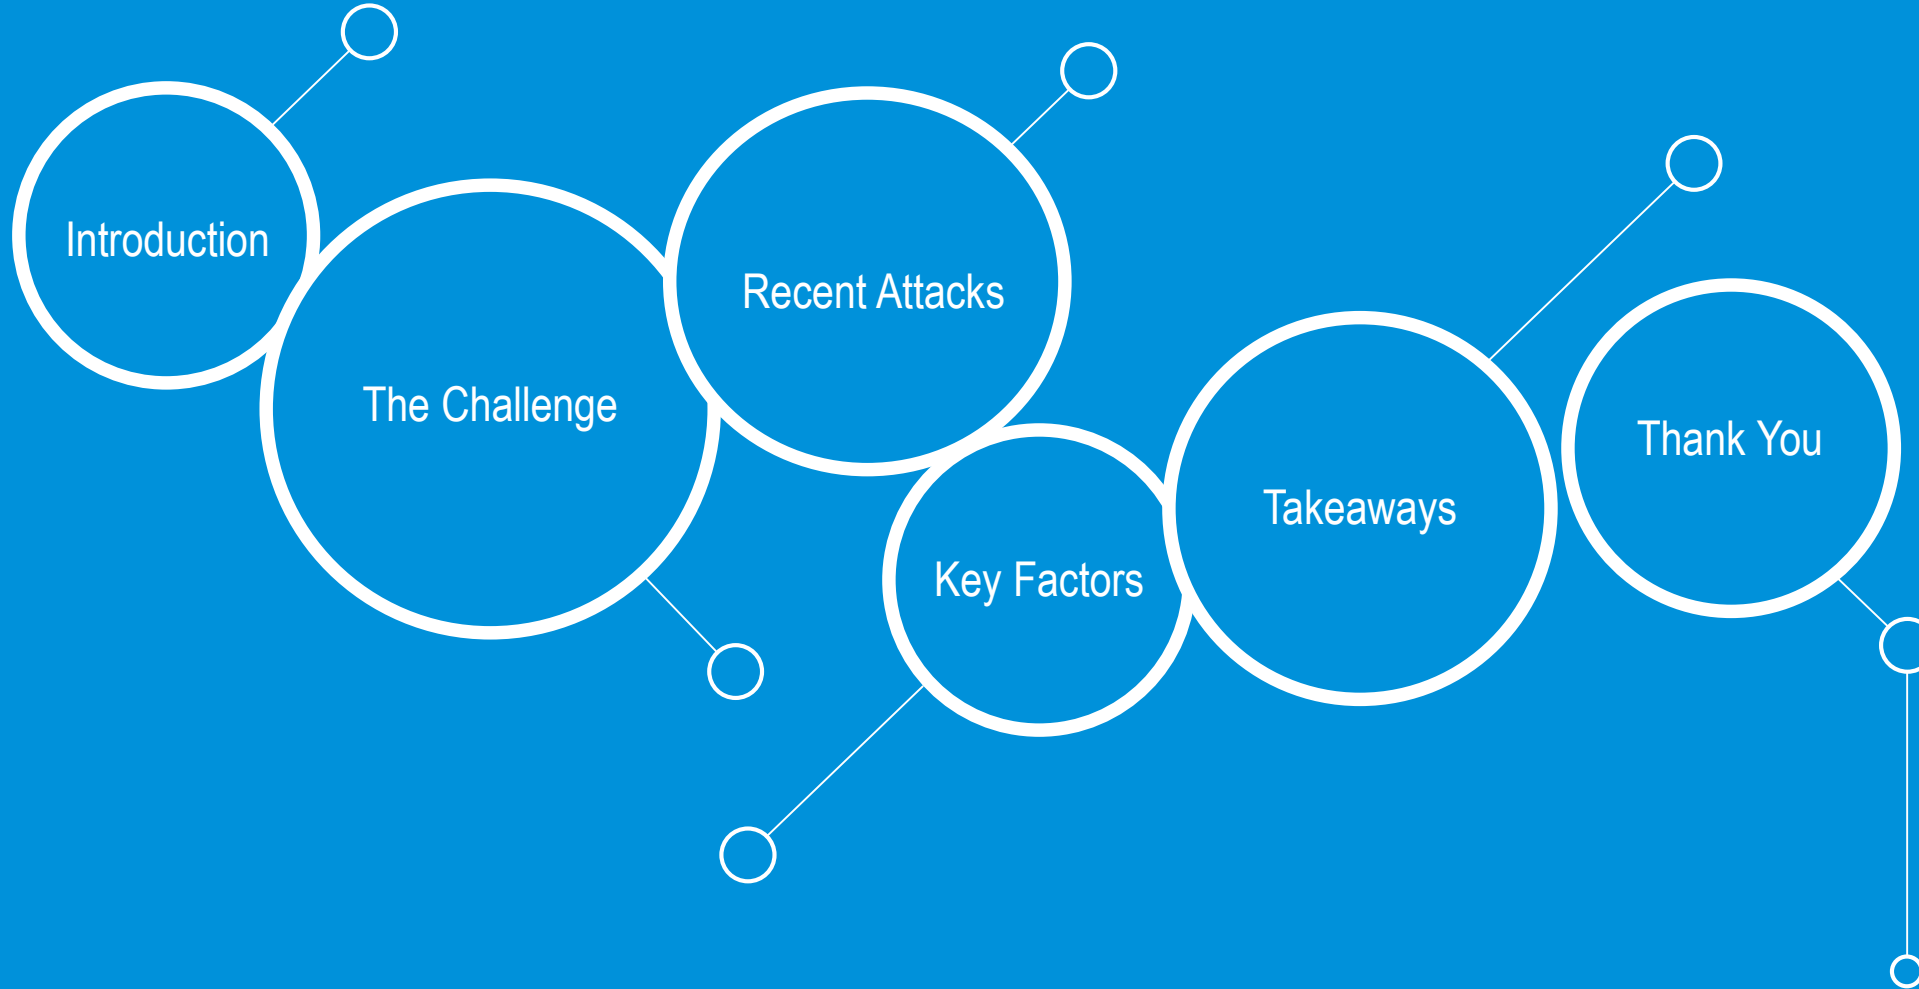 Introduction
The Challenge
Recent Attacks
Key Factors
Takeaways
Thank You